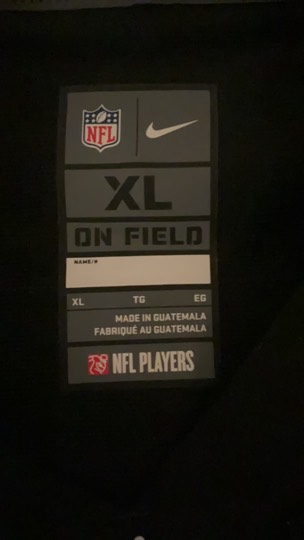 NFL
XL
ON FIELD
NAME/#
XL TG EG
MADE IN GUATEMALA
FABRIQUÉ AU GUATEMALA
NFL PLAYERS